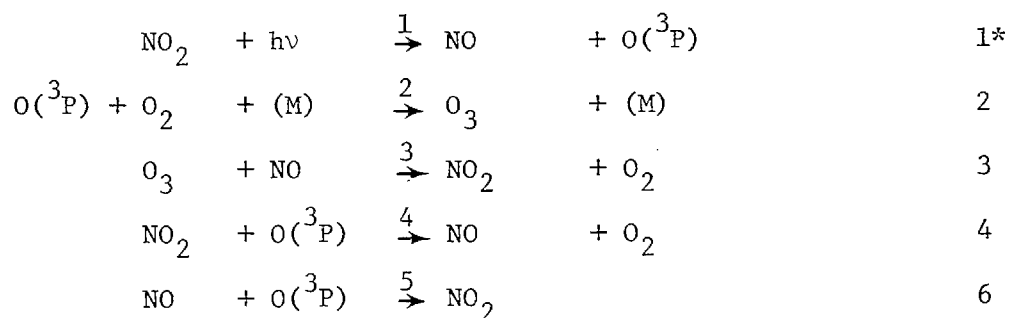 NO₂ + hν →¹ NO + O(³P) 1*
O(³P) + O₂ + (M) →² O₃ + (M) 2
O₃ + NO →³ NO₂ + O₂ 3
NO₂ + O(³P) →⁴ NO + O₂ 4
NO + O(³P) →⁵ NO₂ 6